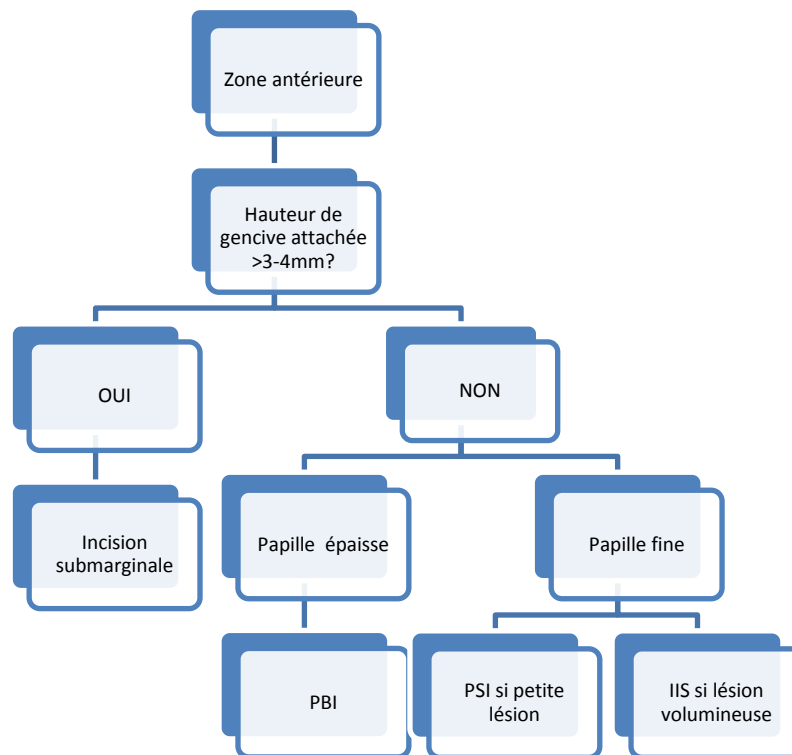 Zone antérieure
Hauteur de
gencive attachée
>3-4mm?
OUI
NON
Incision
submarginale
Papille épaisse
Papille fine
PBI
PSI si petite
lésion
IIS si lésion
volumineuse